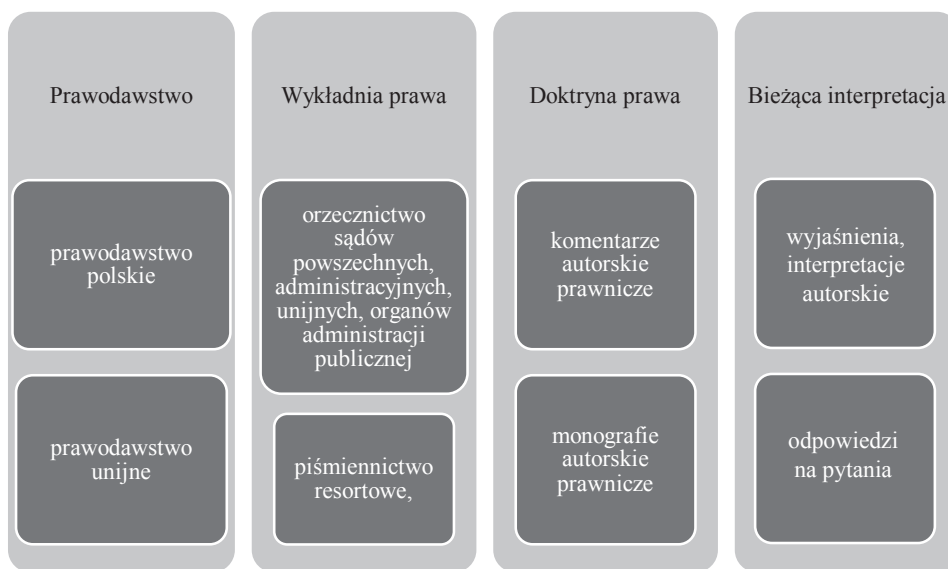 Prawodawstwo
prawodawstwo
polskie
prawodawstwo
unijne
Wykładnia prawa
orzecznictwo
sądów
powszechnych,
administracyjnych,
unijnych, organów
administracji
publicznej
piśmiennictwo
resortowe,
Doktryna prawa
komentarze
autorskie
prawnicze
monografie
autorskie
prawnicze
Bieżąca interpretacja
wyjaśnienia,
interpretacje
autorskie
odpowiedzi
na pytania